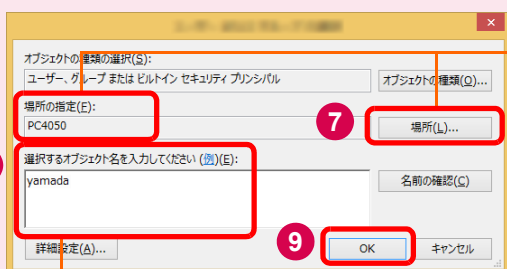 オブジェクトの種類の選択(S):
ユーザー、グループ または ビルトイン セキュリティ プリンシパル
オブジェクトの種類(O)...
場所の指定(F):
PC4050
7
場所(L)...
選択するオブジェクト名を入力してください (例)(E):
yamada
名前の確認(C)
詳細設定(A)...
9
OK
キャンセル